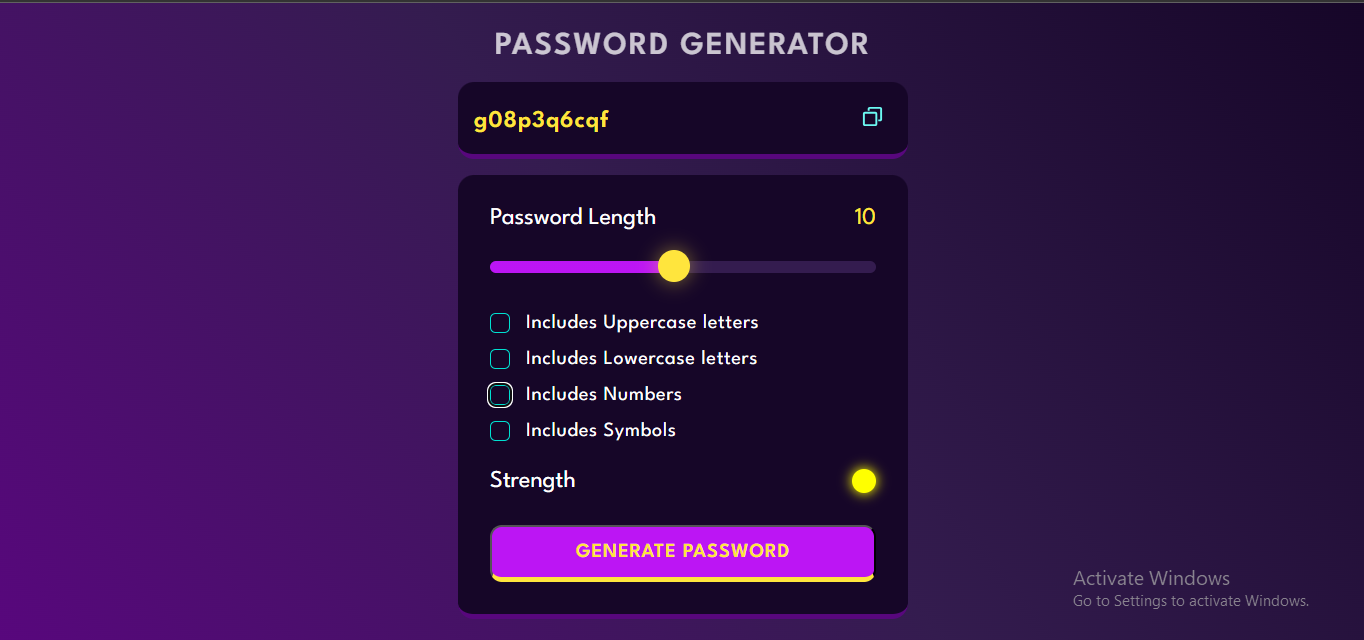 PASSWORD GENERATOR
g08p3q6cqf
Password Length 10
Includes Uppercase letters
Includes Lowercase letters
Includes Numbers
Includes Symbols
Strength
GENERATE PASSWORD
Activate Windows
Go to Settings to activate Windows.